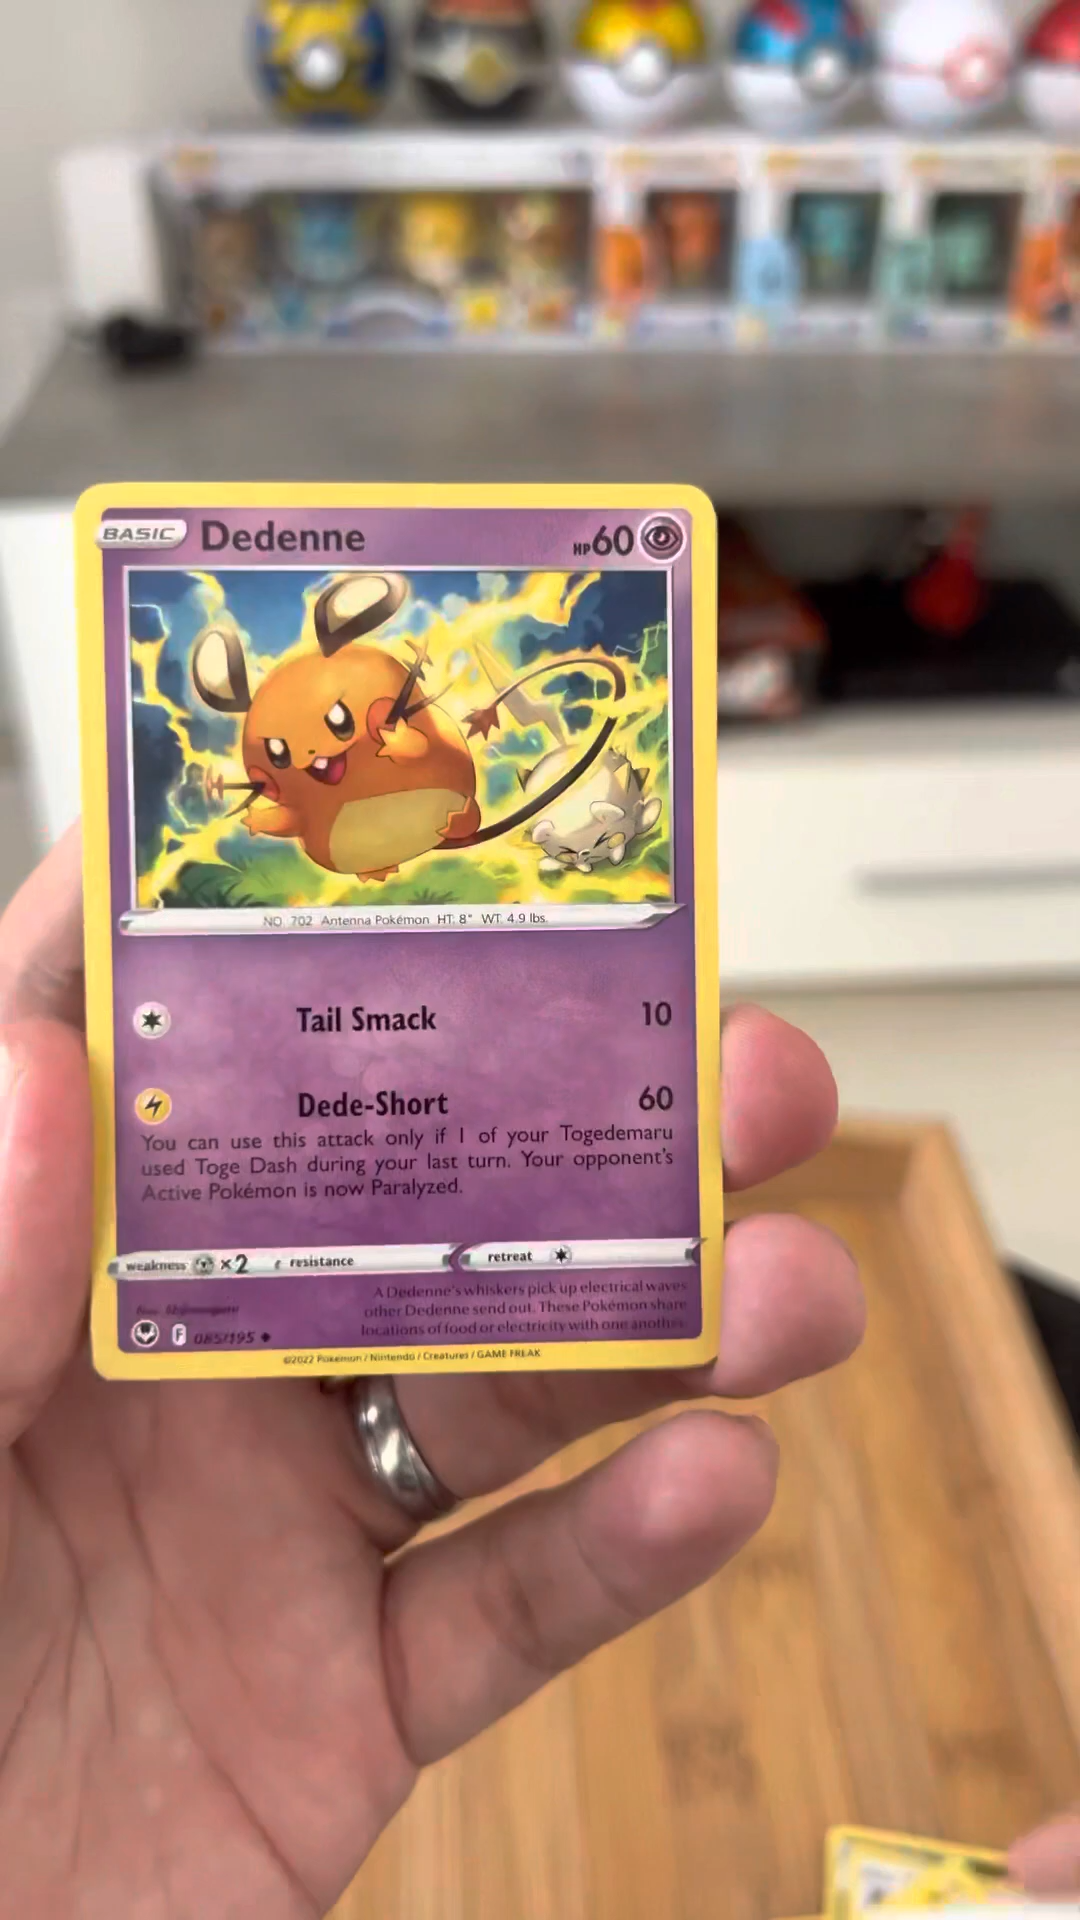 BASIC Dedenne HP 60
NO. 702 Antenna Pokémon HT: 8" WT: 4.9 lbs.
Tail Smack 10
Dede-Short 60
You can use this attack only if 1 of your Togedemaru
used Toge Dash during your last turn. Your opponent's
Active Pokémon is now Paralyzed.
weakness ×2 resistance retreat
A Dedenne's whiskers pick up electrical waves
other Dedenne send out. These Pokémon share
locations of food or electricity with one another.
F 085/195
©2022 Pokémon / Nintendo / Creatures / GAME FREAK